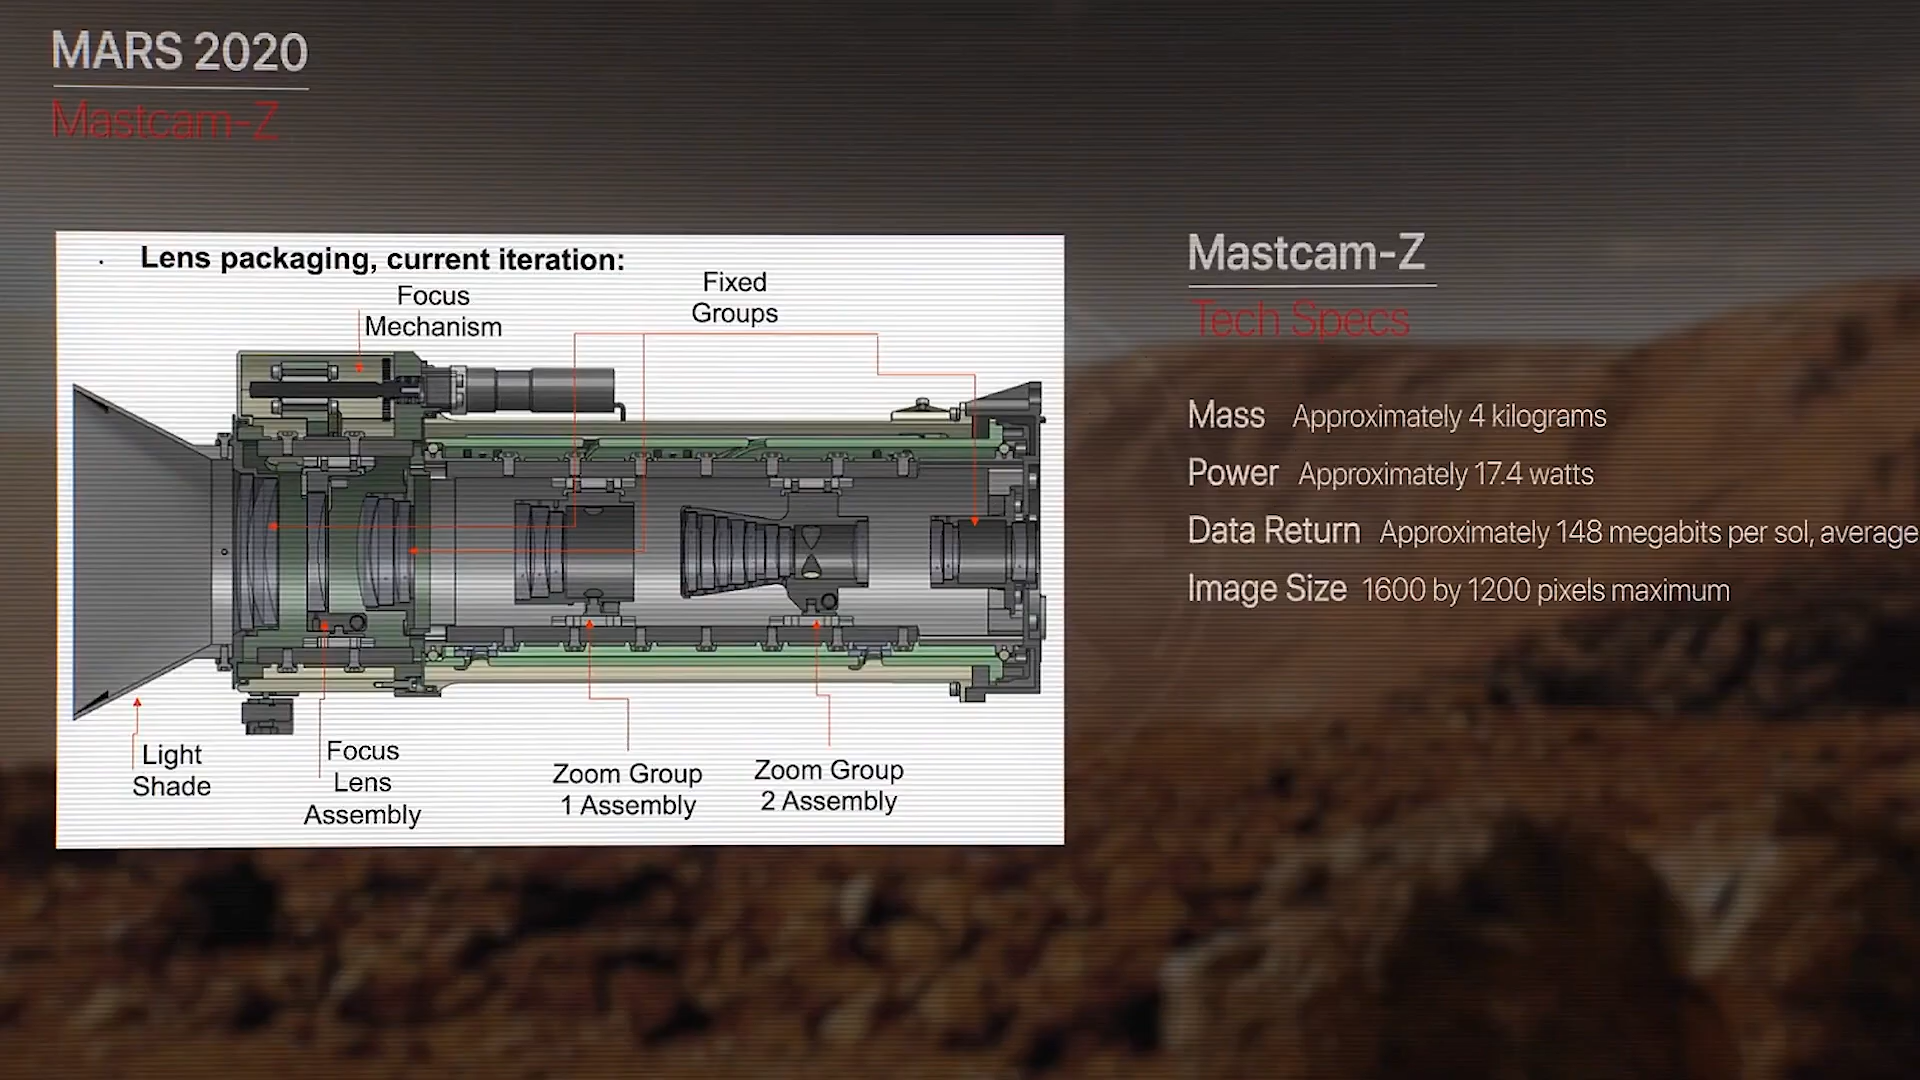 MARS 2020
Mastcam-Z
Lens packaging, current iteration:
Focus
Mechanism
Fixed
Groups
Light
Shade
Focus
Lens
Assembly
Zoom Group
1 Assembly
Zoom Group
2 Assembly
Mastcam-Z
Tech Specs
Mass Approximately 4 kilograms
Power Approximately 17.4 watts
Data Return Approximately 148 megabits per sol, average
Image Size 1600 by 1200 pixels maximum